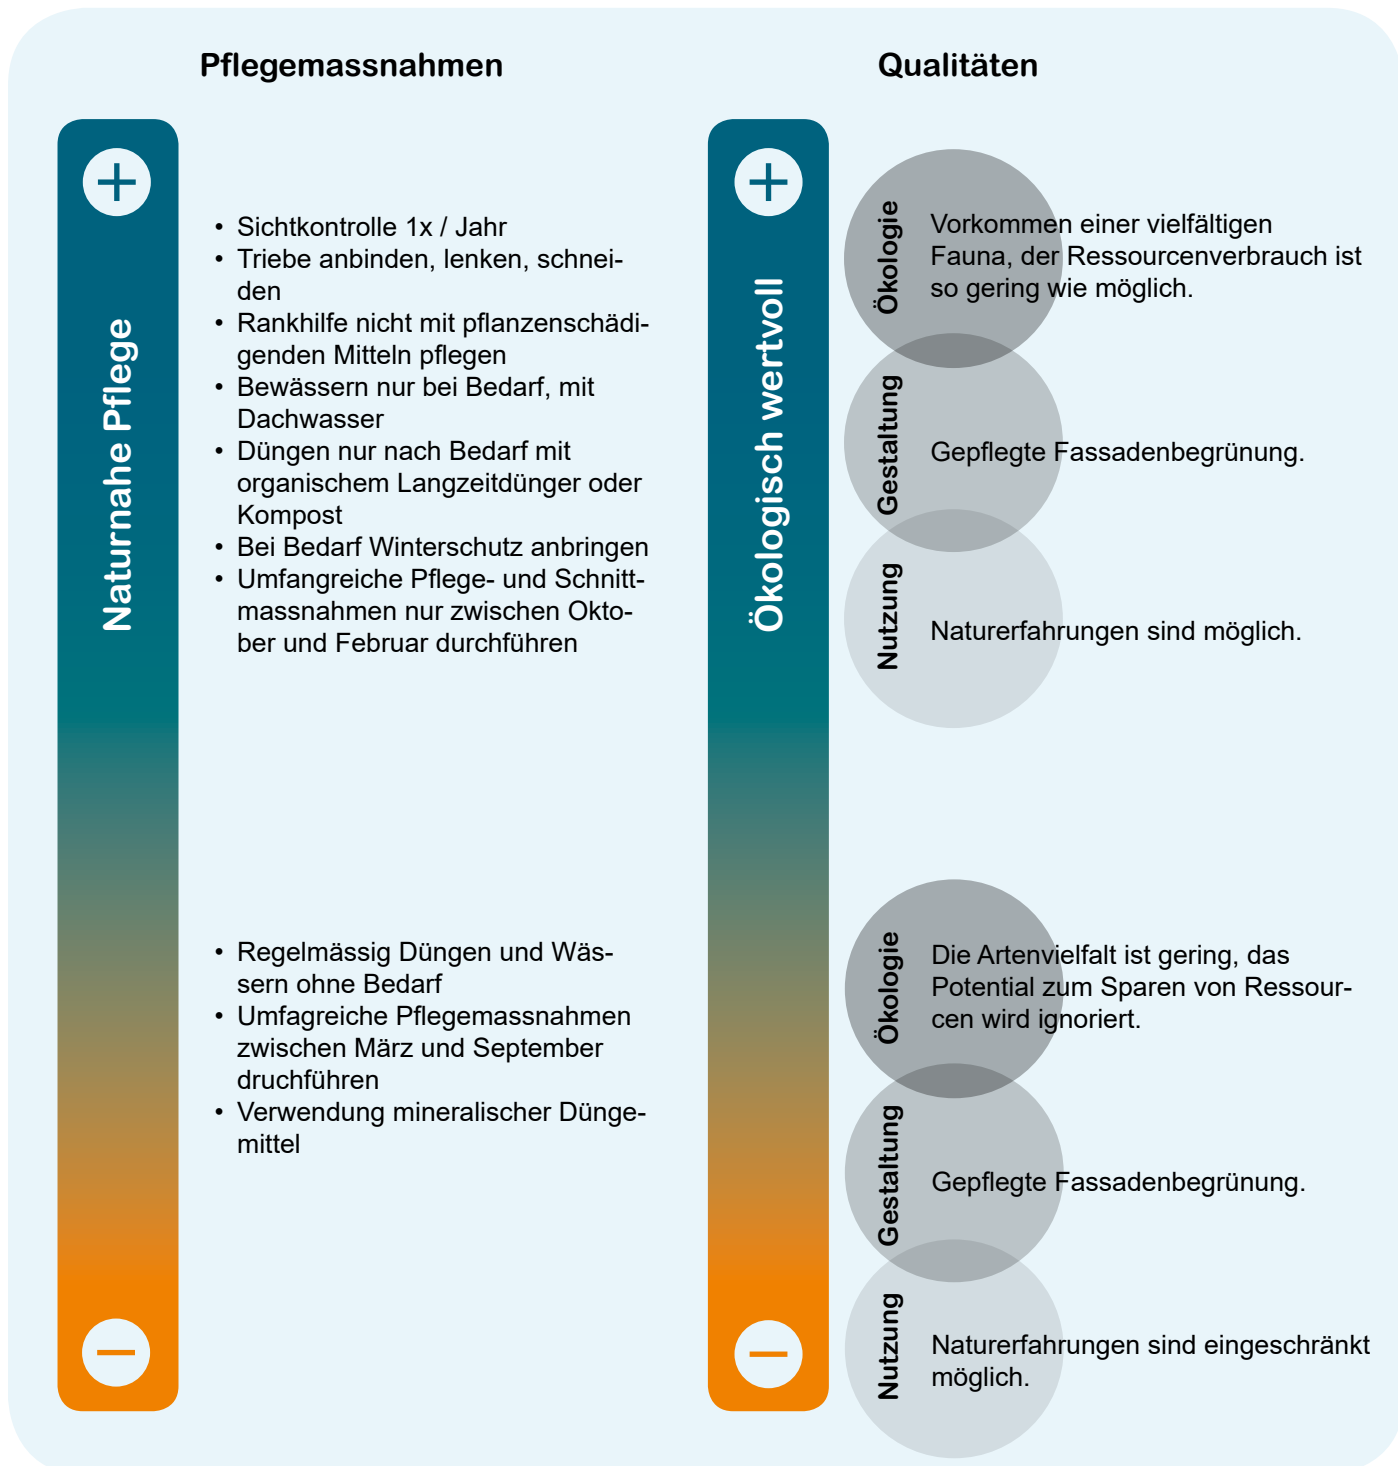 Pflegemassnahmen
Naturnahe Pflege
• Sichtkontrolle 1x / Jahr
• Triebe anbinden, lenken, schnei-
den
• Rankhilfe nicht mit pflanzenschädi-
genden Mitteln pflegen
• Bewässern nur bei Bedarf, mit
Dachwasser
• Düngen nur nach Bedarf mit
organischem Langzeitdünger oder
Kompost
• Bei Bedarf Winterschutz anbringen
• Umfangreiche Pflege- und Schnitt-
massnahmen nur zwischen Okto-
ber und Februar durchführen
• Regelmässig Düngen und Wäs-
sern ohne Bedarf
• Umfagreiche Pflegemassnahmen
zwischen März und September
druchführen
• Verwendung mineralischer Dünge-
mittel
Qualitäten
Ökologisch wertvoll
Ökologie
Vorkommen einer vielfältigen
Fauna, der Ressourcenverbrauch ist
so gering wie möglich.
Gestaltung
Gepflegte Fassadenbegrünung.
Nutzung
Naturerfahrungen sind möglich.
Ökologie
Die Artenvielfalt ist gering, das
Potential zum Sparen von Ressour-
cen wird ignoriert.
Gestaltung
Gepflegte Fassadenbegrünung.
Nutzung
Naturerfahrungen sind eingeschränkt
möglich.